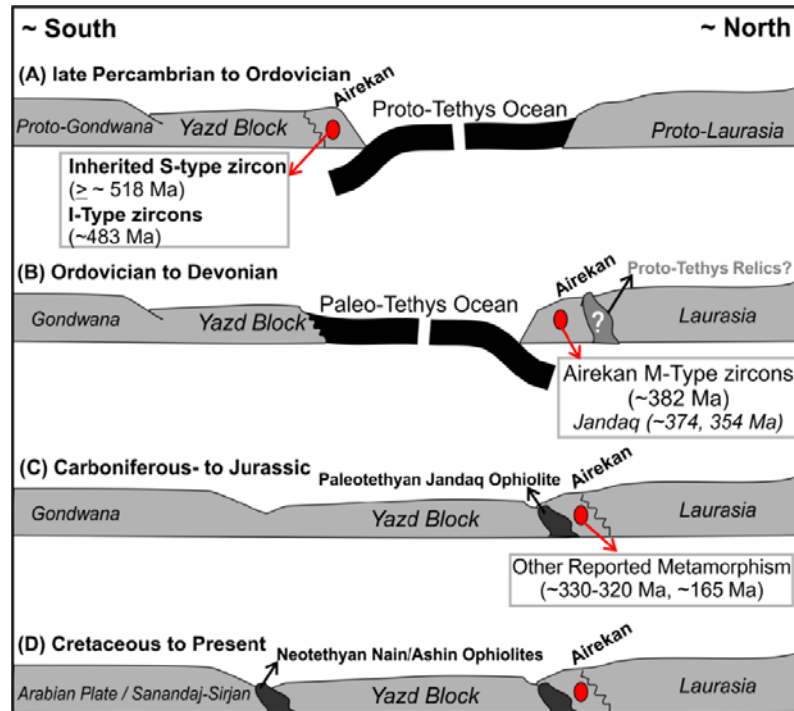 ~ South
~ North
(A) late Percambrian to Ordovician
Airekan
Proto-Tethys Ocean
Proto-Gondwana
Yazd Block
Proto-Laurasia
Inherited S-type zircon
(≥ ~ 518 Ma)
I-Type zircons
(~483 Ma)
(B) Ordovician to Devonian
Airekan
Proto-Tethys Relics?
Paleo-Tethys Ocean
Gondwana
Yazd Block
?
Laurasia
Airekan M-Type zircons
(~382 Ma)
Jandaq (~374, 354 Ma)
(C) Carboniferous- to Jurassic
Airekan
Paleotethyan Jandaq Ophiolite
Gondwana
Yazd Block
Laurasia
Other Reported Metamorphism
(~330-320 Ma, ~165 Ma)
(D) Cretaceous to Present
Airekan
Neotethyan Nain/Ashin Ophiolites
Arabian Plate / Sanandaj-Sirjan
Yazd Block
Laurasia